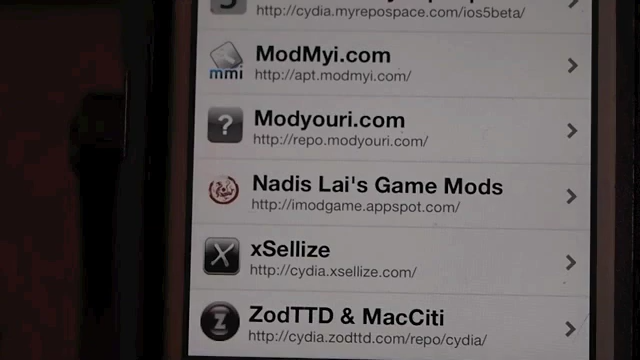 http://cydia.myrepospace.com/ios5beta/
ModMyi.com
mmi
http://apt.modmyi.com/
Modyouri.com
?
http://repo.modyouri.com/
Nadis Lai's Game Mods
http://imodgame.appspot.com/
xSellize
X
http://cydia.xsellize.com/
ZodTTD & MacCiti
Z
http://cydia.zodttd.com/repo/cydia/